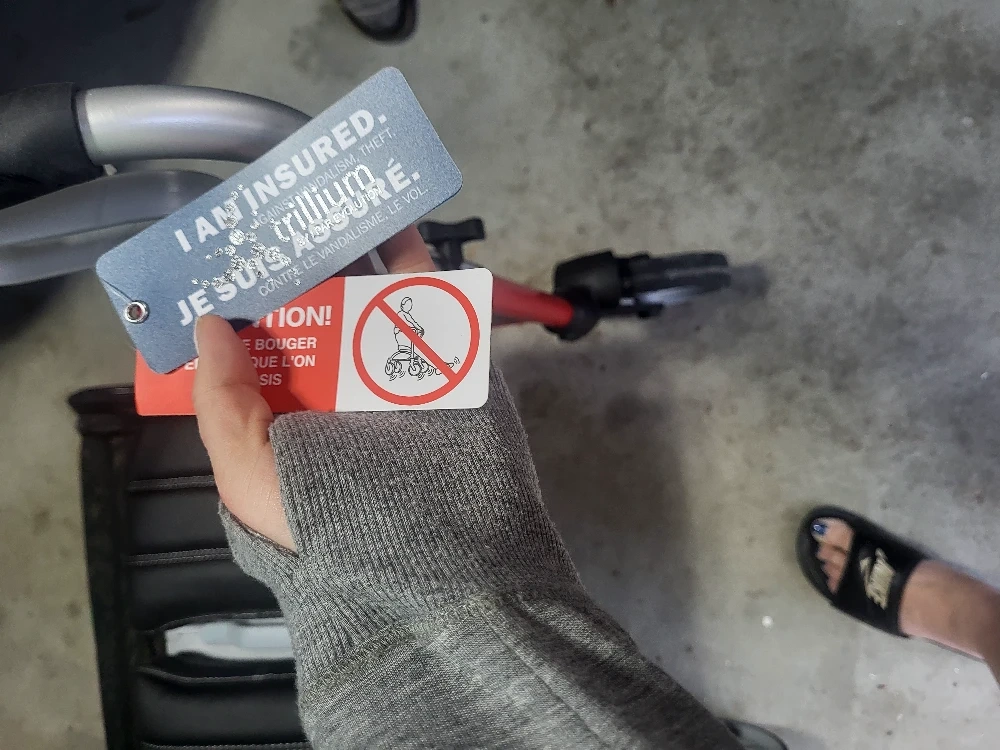 I AM INSURED.
AGAINST VANDALISM, THEFT.
JE SUIS ASSURÉ.
CONTRE LE VANDALISME, LE VOL.
trillium
TION!
E BOUGER
QUE L'ON
SIS